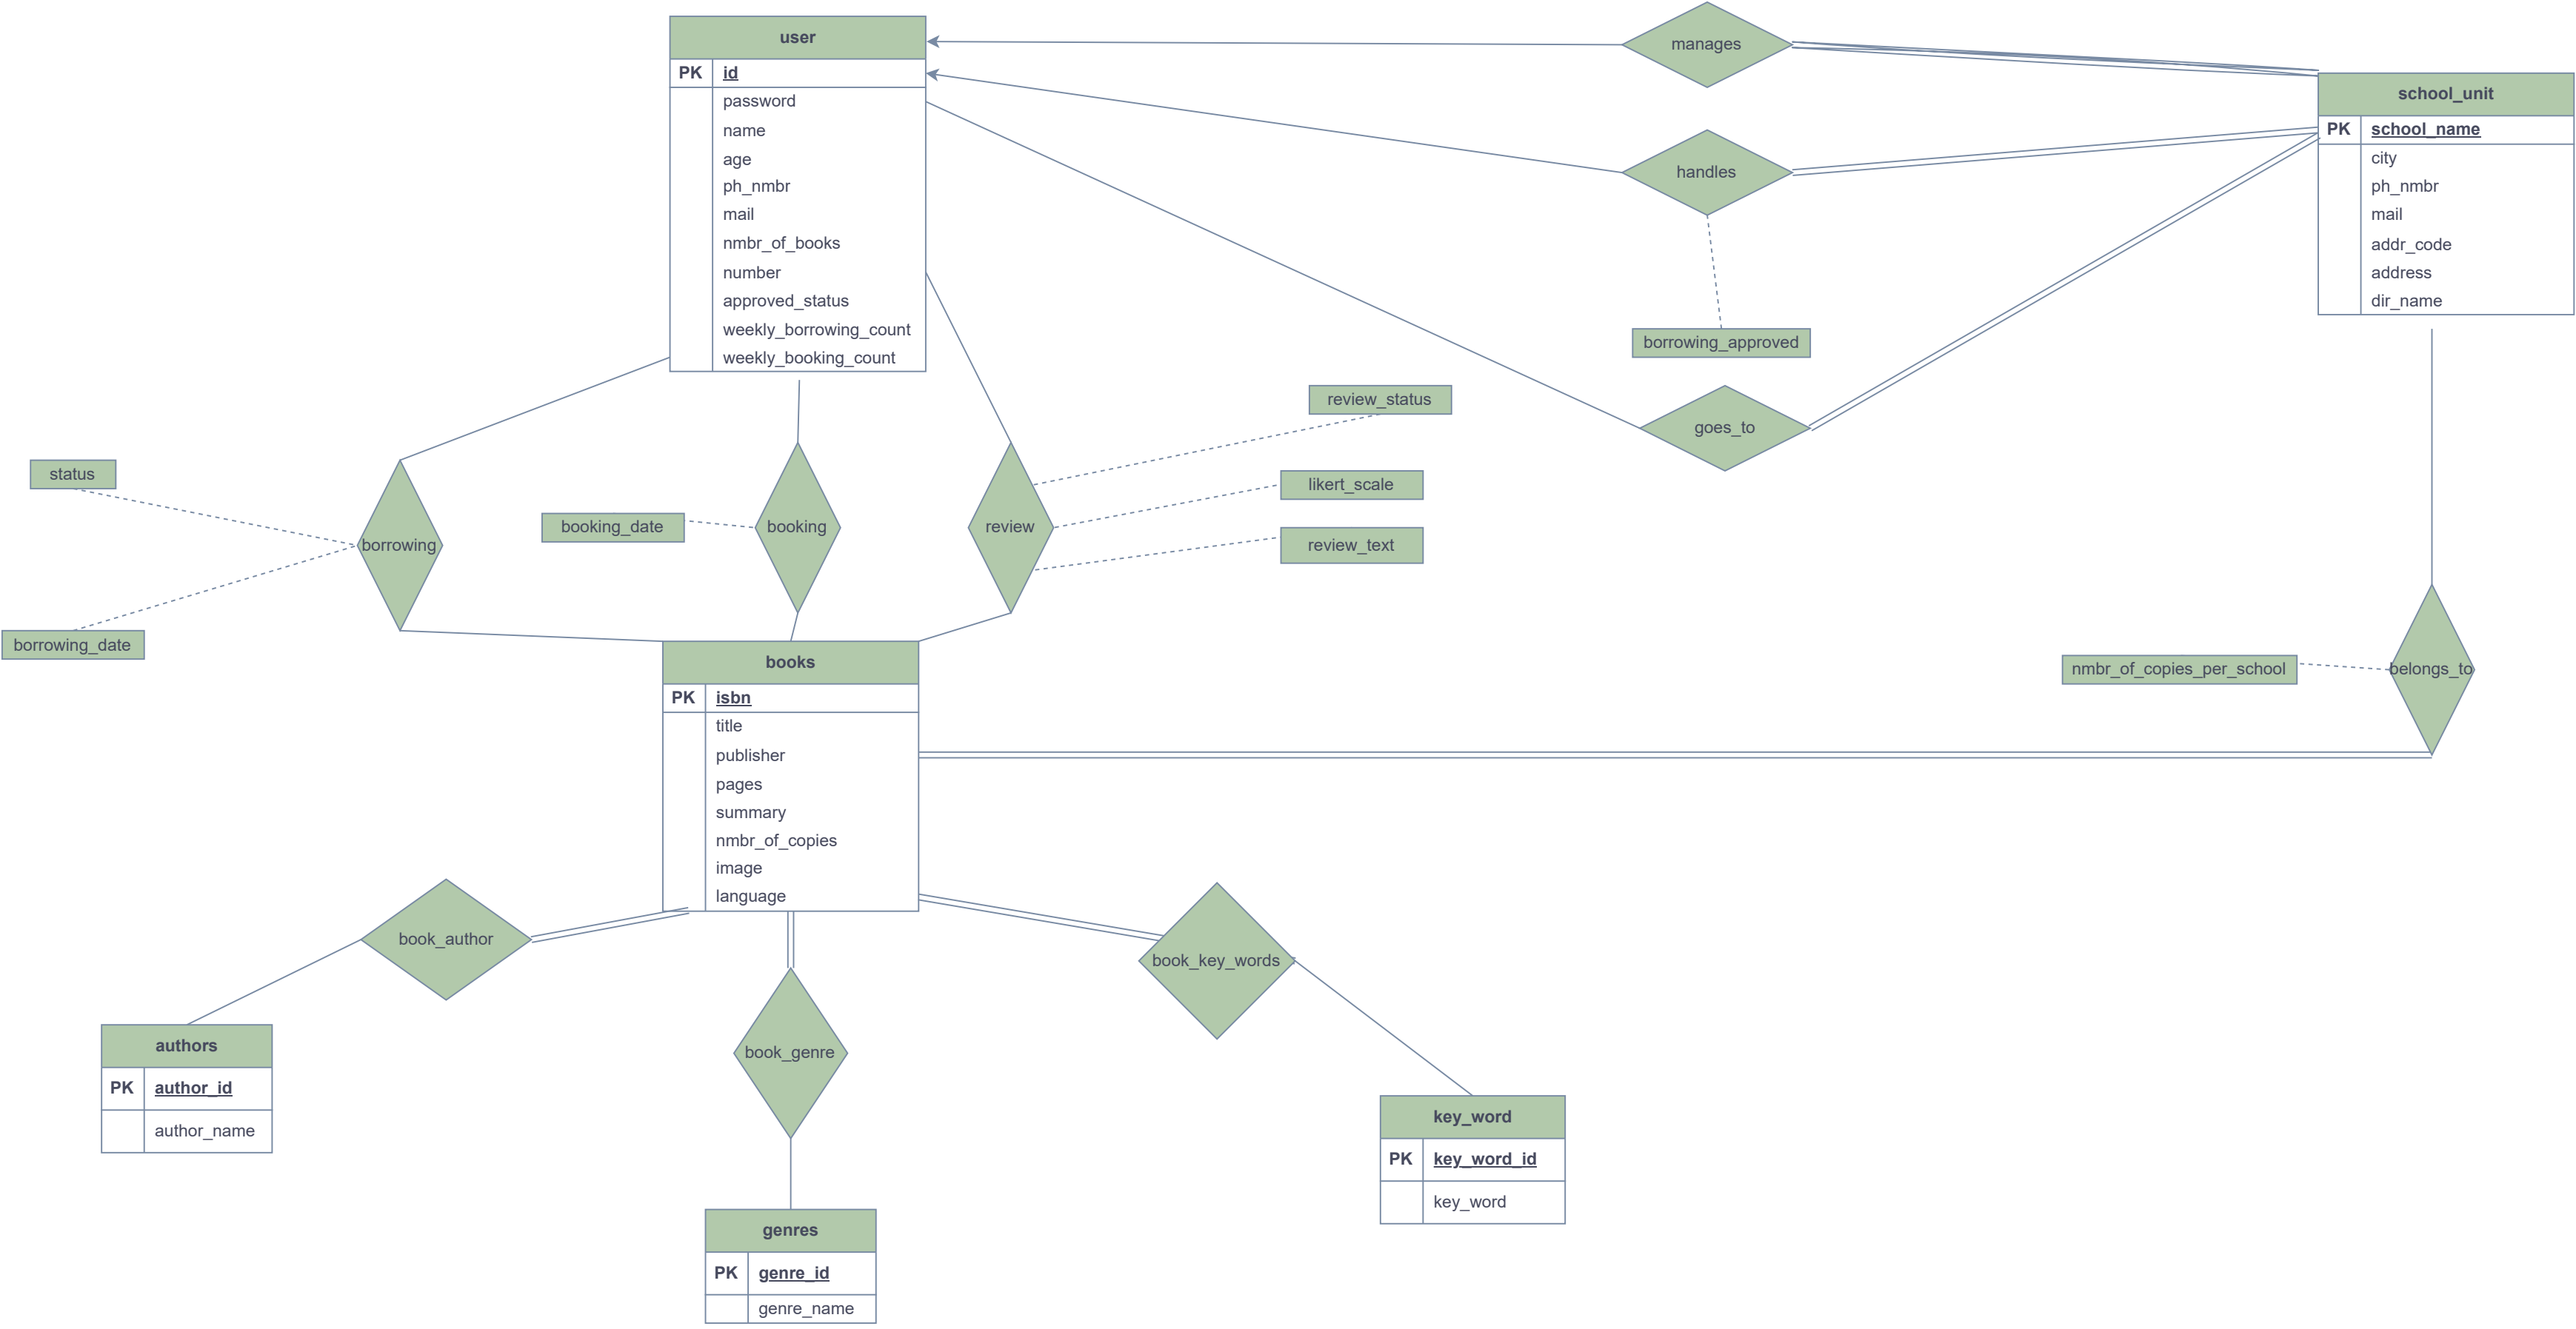 user
PK id
password
name
age
ph_nmbr
mail
nmbr_of_books
number
approved_status
weekly_borrowing_count
weekly_booking_count
manages
school_unit
PK school_name
city
ph_nmbr
mail
addr_code
address
dir_name
handles
borrowing_approved
goes_to
review_status
likert_scale
review_text
status
borrowing
borrowing_date
booking_date
booking
review
nmbr_of_copies_per_school
belongs_to
books
PK isbn
title
publisher
pages
summary
nmbr_of_copies
image
language
book_author
book_genre
book_key_words
authors
PK author_id
author_name
key_word
PK key_word_id
key_word
genres
PK genre_id
genre_name